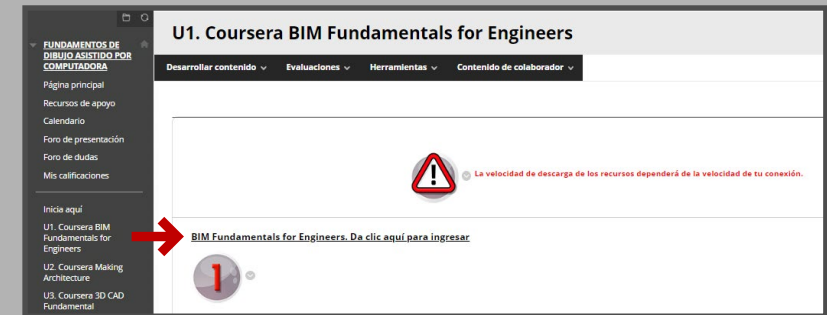 FUNDAMENTOS DE
DIBUJO ASISTIDO POR
COMPUTADORA
Página principal
Recursos de apoyo
Calendario
Foro de presentación
Foro de dudas
Mis calificaciones
Inicia aquí
U1. Coursera BIM
Fundamentals for
Engineers
U2. Coursera Making
Architecture
U3. Coursera 3D CAD
Fundamental
U1. Coursera BIM Fundamentals for Engineers
Desarrollar contenido Evaluaciones Herramientas Contenido de colaborador
La velocidad de descarga de los recursos dependerá de la velocidad de tu conexión.
BIM Fundamentals for Engineers. Da clic aquí para ingresar
1